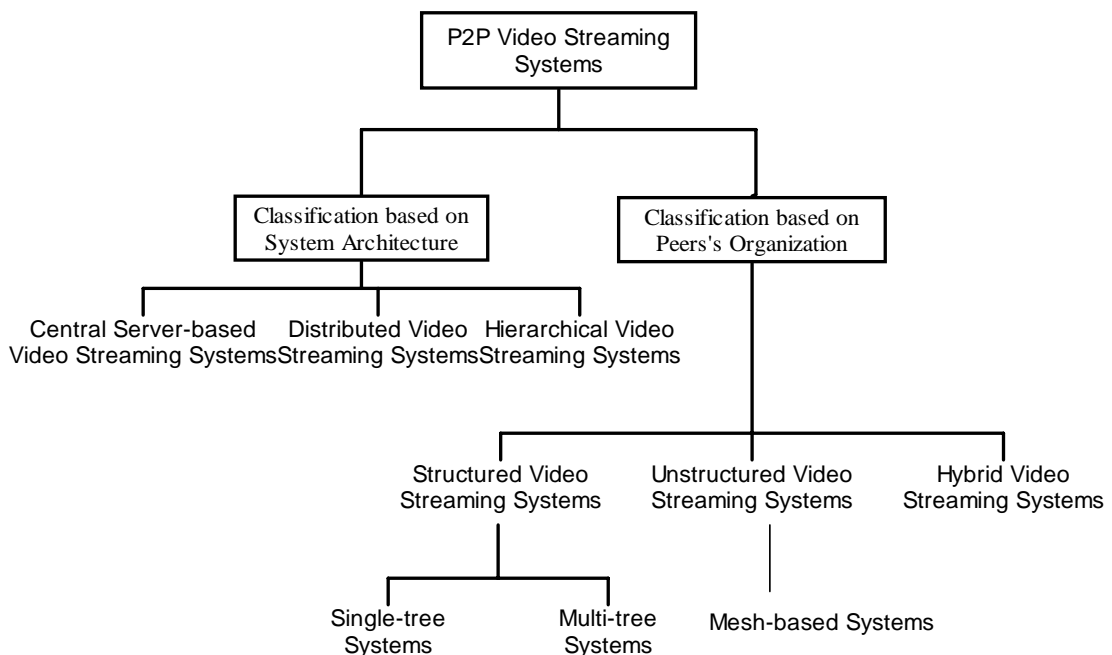 P2P Video Streaming
Systems
Classification based on
System Architecture
Classification based on
Peers's Organization
Central Server-based
Video Streaming Systems
Distributed Video
Streaming Systems
Hierarchical Video
Streaming Systems
Structured Video
Streaming Systems
Unstructured Video
Streaming Systems
Hybrid Video
Streaming Systems
Single-tree
Systems
Multi-tree
Systems
Mesh-based Systems